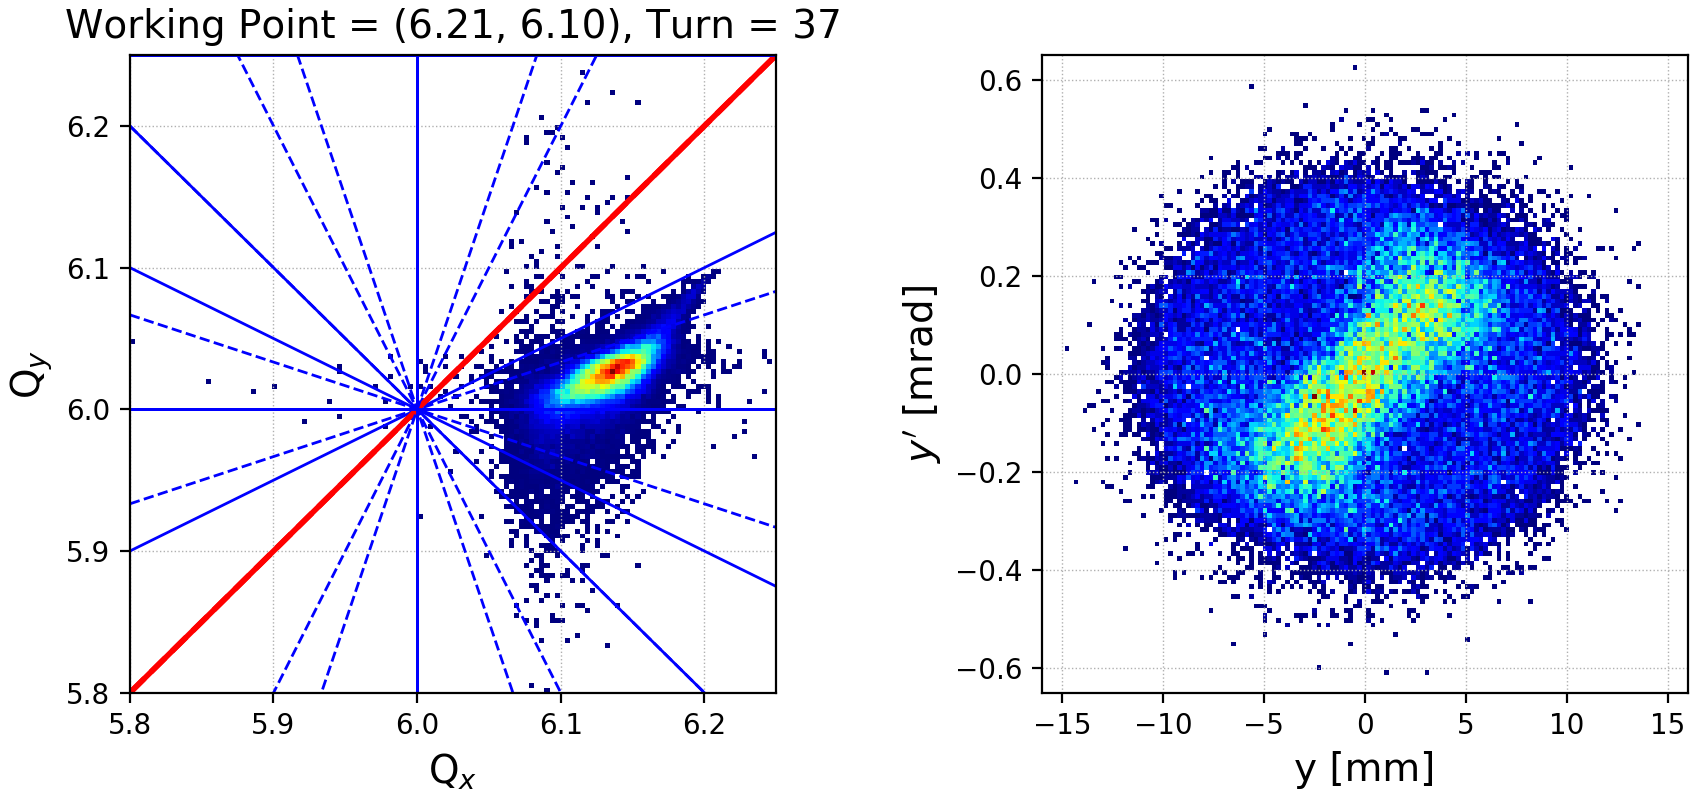 Working Point = (6.21, 6.10), Turn = 37
6.2
6.1
6.0
5.9
5.8
Q_y
5.8 5.9 6.0 6.1 6.2
Q_x
0.6
0.4
0.2
0.0
−0.2
−0.4
−0.6
y′ [mrad]
−15 −10 −5 0 5 10 15
y [mm]